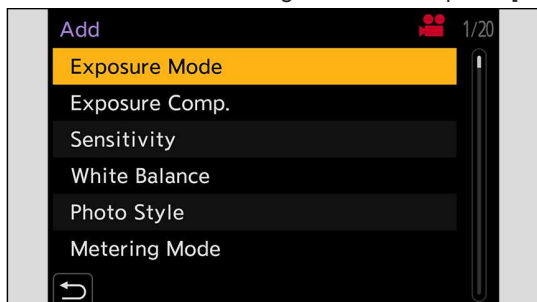 Add 1/20
Exposure Mode
Exposure Comp.
Sensitivity
White Balance
Photo Style
Metering Mode